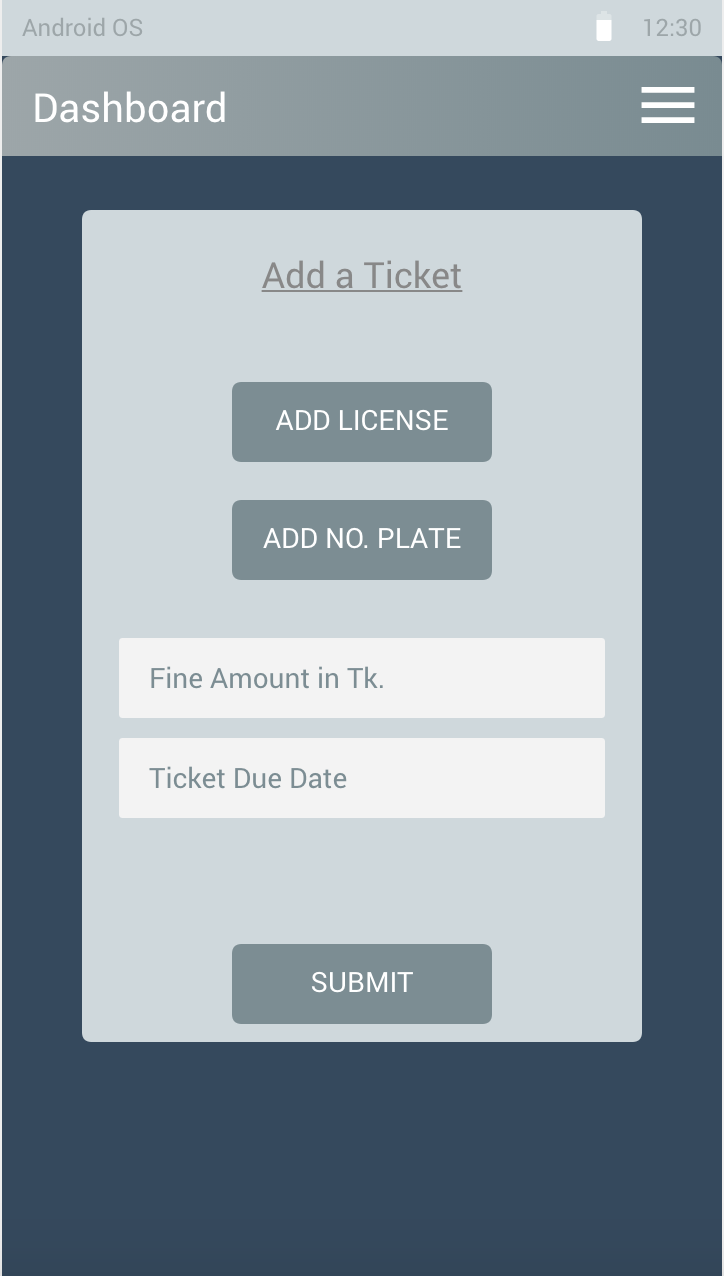 Android OS
12:30
Dashboard
Add a Ticket
ADD LICENSE
ADD NO. PLATE
Fine Amount in Tk.
Ticket Due Date
SUBMIT